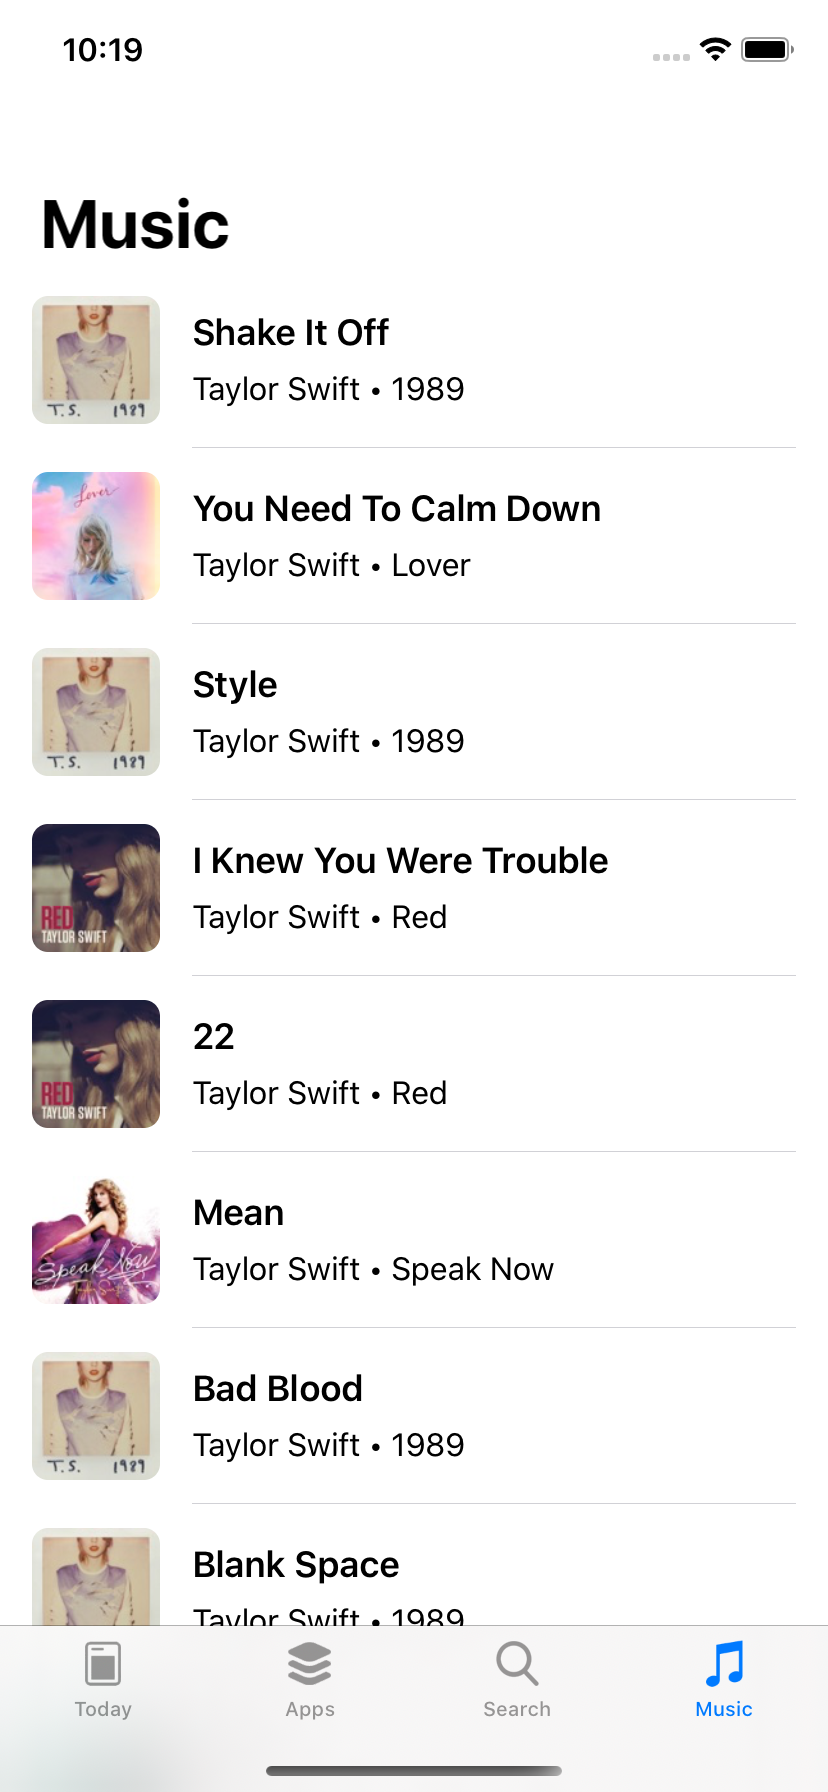 10:19
Music
T.S. 1989
Shake It Off
Taylor Swift • 1989
Lover
You Need To Calm Down
Taylor Swift • Lover
T.S. 1989
Style
Taylor Swift • 1989
RED
TAYLOR SWIFT
I Knew You Were Trouble
Taylor Swift • Red
RED
TAYLOR SWIFT
22
Taylor Swift • Red
Speak Now
Taylor Swift
Mean
Taylor Swift • Speak Now
T.S. 1989
Bad Blood
Taylor Swift • 1989
Blank Space
Taylor Swift • 1989
Today
Apps
Search
Music